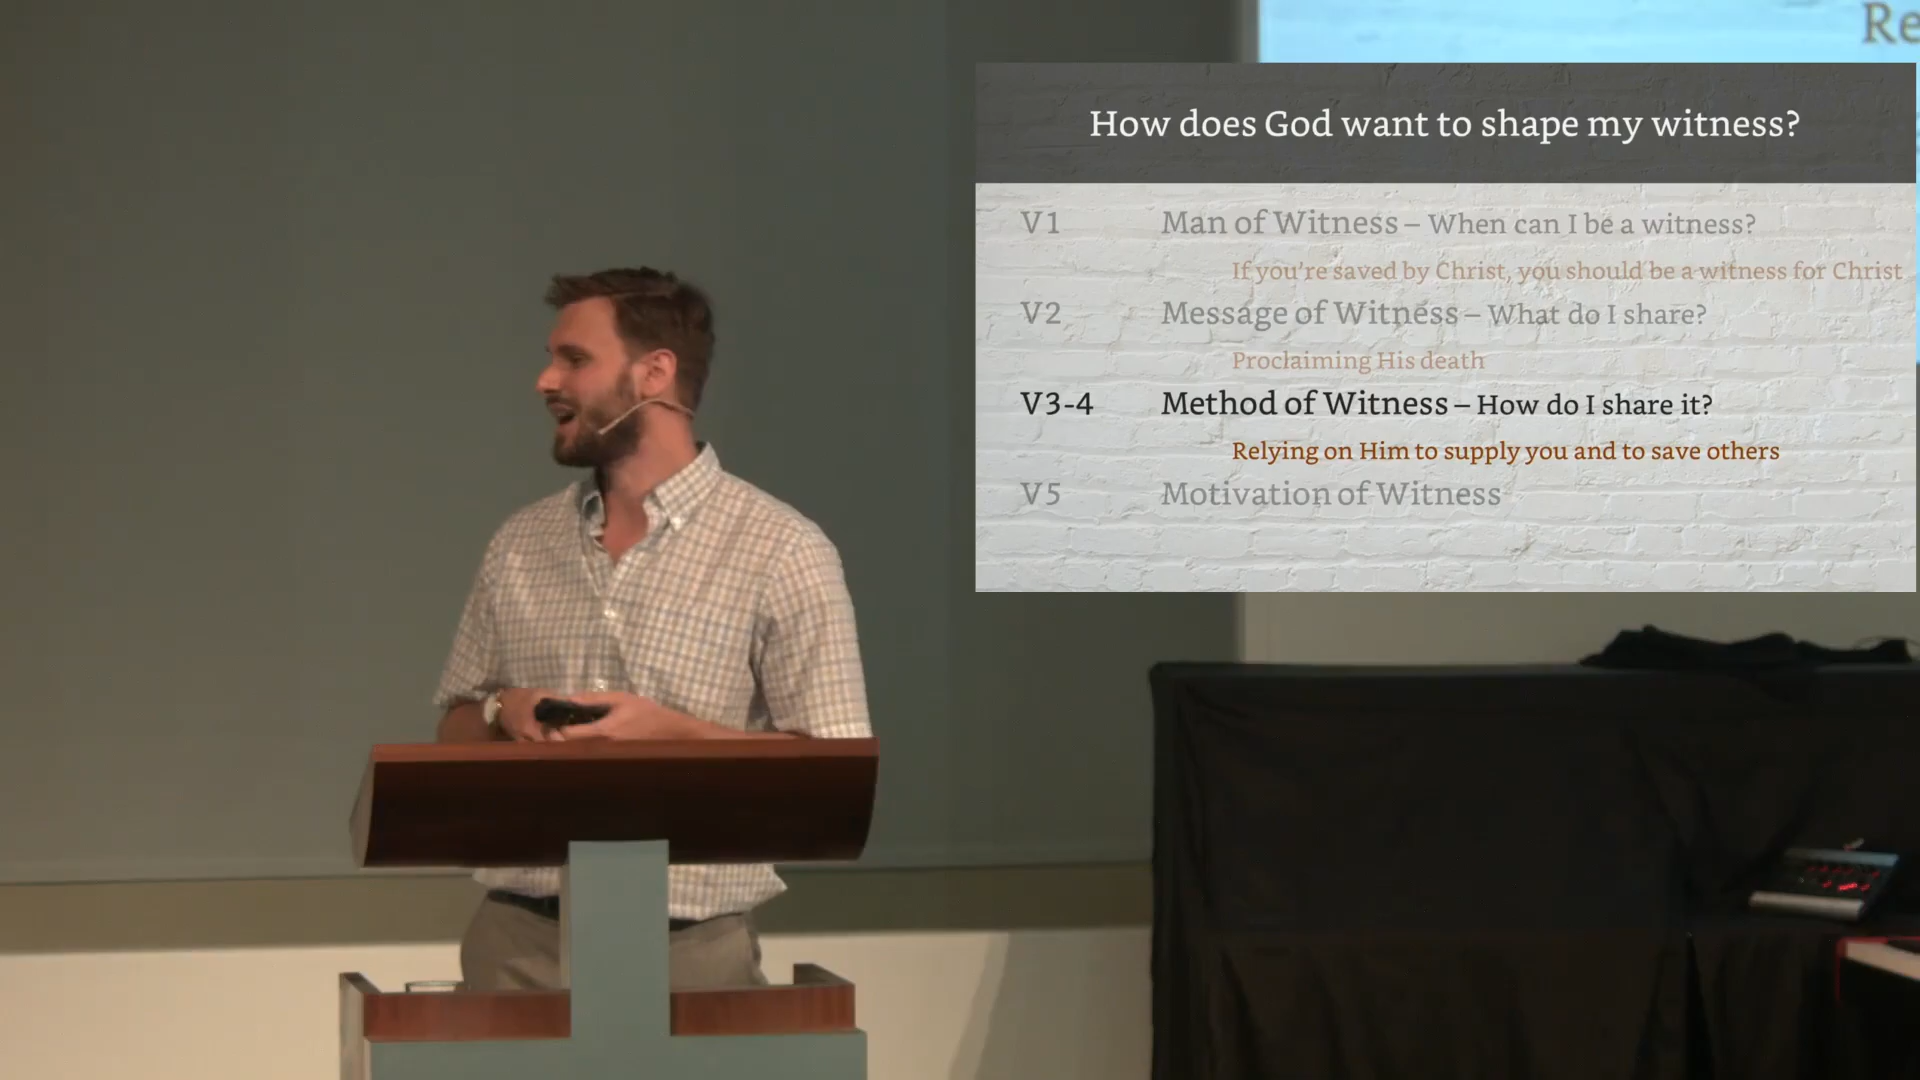 Re
How does God want to shape my witness?
V1 Man of Witness – When can I be a witness?
If you're saved by Christ, you should be a witness for Christ
V2 Message of Witness – What do I share?
Proclaiming His death
V3-4 Method of Witness – How do I share it?
Relying on Him to supply you and to save others
V5 Motivation of Witness